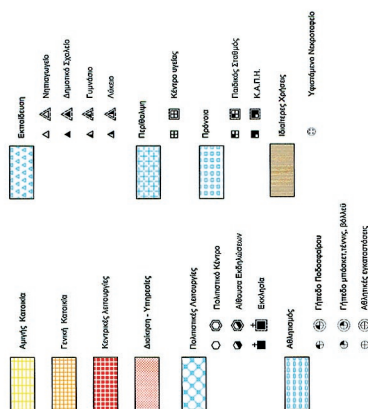 Αμιγής Κατοικία
Γενική Κατοικία
Κεντρικές λειτουργίες
Διοίκηση - Υπηρεσίες
Πολιτιστικές Λειτουργίες
Πολιτιστικό Κέντρο
Αίθουσα Εκδηλώσεων
Εκκλησία
Αθλητισμός
Γήπεδο Ποδοσφαίρου
Γήπεδο μπάσκετ, τέννις, βόλλεϋ
Αθλητικές εγκαταστάσεις
Εκπαίδευση
Νηπιαγωγείο
Δημοτικό Σχολείο
Γυμνάσιο
Λύκειο
Περίθαλψη
Κέντρο υγείας
Πρόνοια
Παιδικός Σταθμός
Κ.Α.Π.Η.
Ιδιαίτερες Χρήσεις
Υφιστάμενο Νεκροταφείο